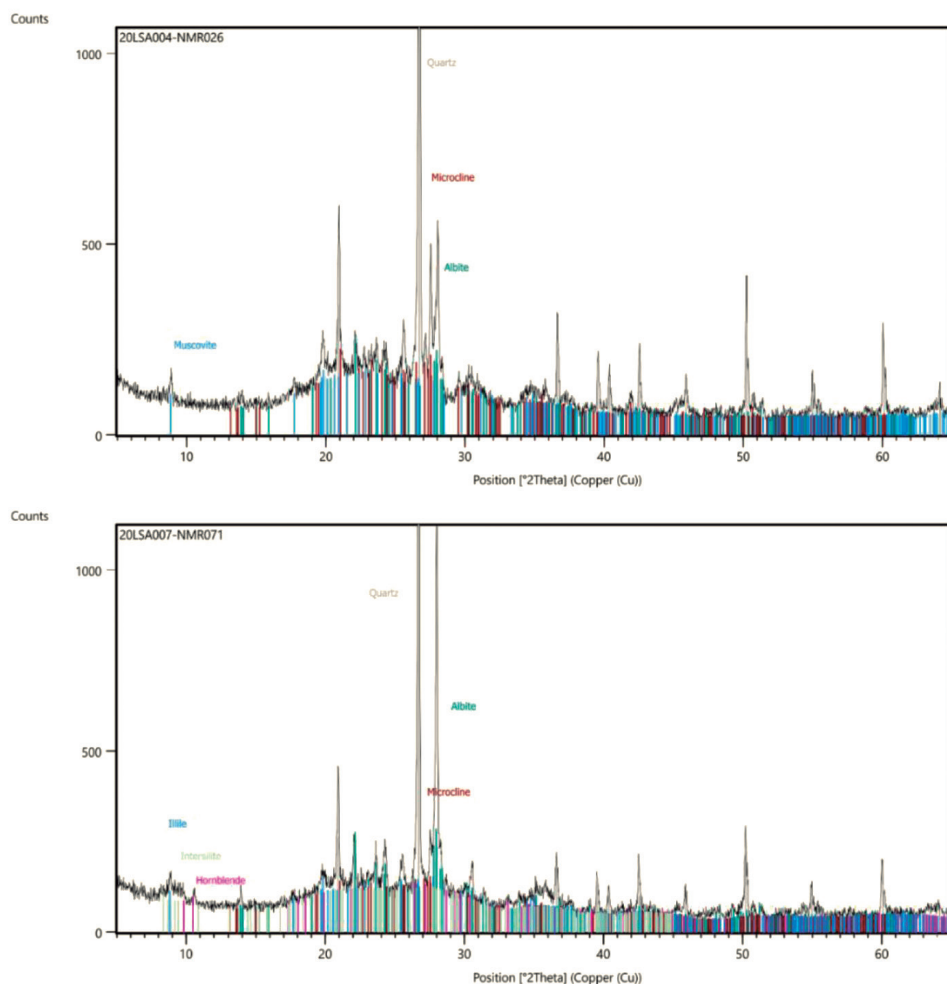 Counts
20LSA004-NMR026
1000
Quartz
Microcline
500
Albite
Muscovite
0
10 20 30 40 50 60
Position [°2Theta] (Copper (Cu))
Counts
20LSA007-NMR071
1000
Quartz
Albite
500
Microcline
Illile
Intersilite
Hornblende
0
10 20 30 40 50 60
Position [°2Theta] (Copper (Cu))